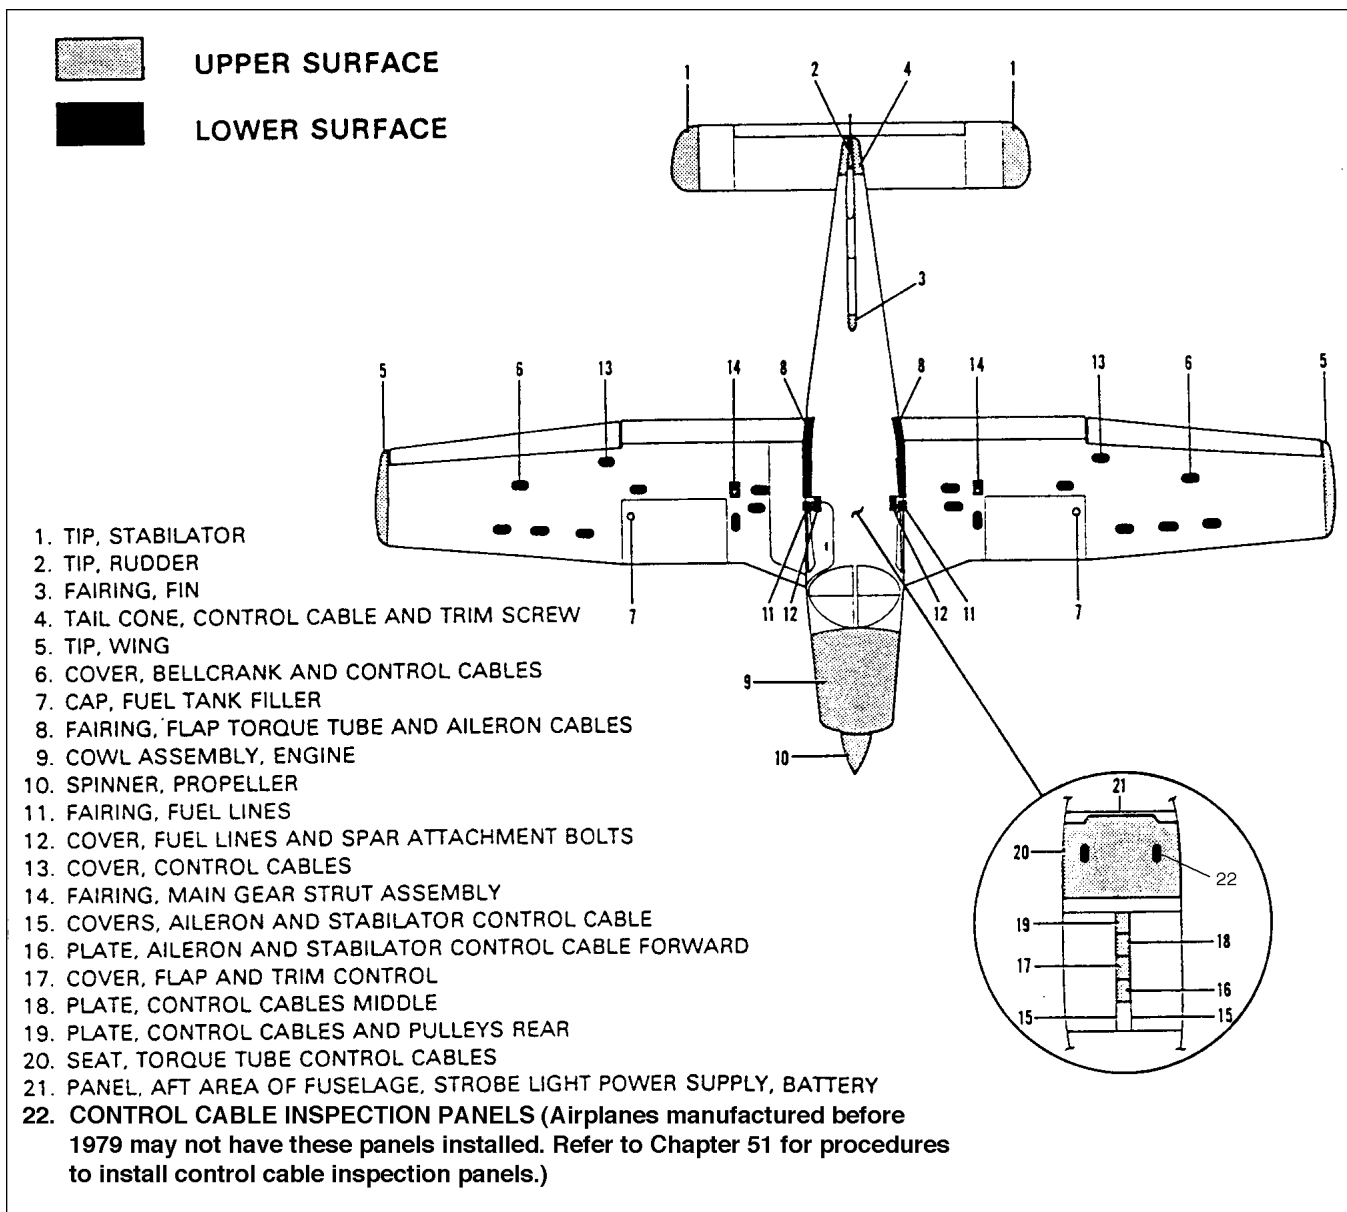 UPPER SURFACE
LOWER SURFACE
1 2 4 1
3
5 6 13 14 8 8 14 13 6 5
7 11 12 12 11 7
9
10
21
20
22
19
18
17
16
15 15
1. TIP, STABILATOR
2. TIP, RUDDER
3. FAIRING, FIN
4. TAIL CONE, CONTROL CABLE AND TRIM SCREW
5. TIP, WING
6. COVER, BELLCRANK AND CONTROL CABLES
7. CAP, FUEL TANK FILLER
8. FAIRING, FLAP TORQUE TUBE AND AILERON CABLES
9. COWL ASSEMBLY, ENGINE
10. SPINNER, PROPELLER
11. FAIRING, FUEL LINES
12. COVER, FUEL LINES AND SPAR ATTACHMENT BOLTS
13. COVER, CONTROL CABLES
14. FAIRING, MAIN GEAR STRUT ASSEMBLY
15. COVERS, AILERON AND STABILATOR CONTROL CABLE
16. PLATE, AILERON AND STABILATOR CONTROL CABLE FORWARD
17. COVER, FLAP AND TRIM CONTROL
18. PLATE, CONTROL CABLES MIDDLE
19. PLATE, CONTROL CABLES AND PULLEYS REAR
20. SEAT, TORQUE TUBE CONTROL CABLES
21. PANEL, AFT AREA OF FUSELAGE, STROBE LIGHT POWER SUPPLY, BATTERY
22. CONTROL CABLE INSPECTION PANELS (Airplanes manufactured before
1979 may not have these panels installed. Refer to Chapter 51 for procedures
to install control cable inspection panels.)